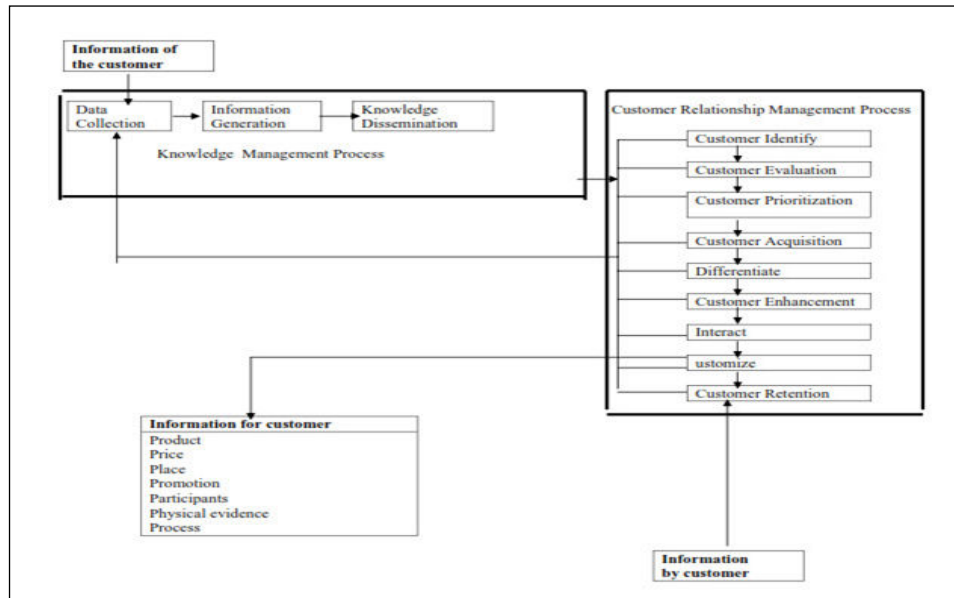 Information of
the customer
Data
Collection
Information
Generation
Knowledge
Dissemination
Knowledge Management Process
Customer Relationship Management Process
Customer Identify
Customer Evaluation
Customer Prioritization
Customer Acquisition
Differentiate
Customer Enhancement
Interact
ustomize
Customer Retention
Information for customer
Product
Price
Place
Promotion
Participants
Physical evidence
Process
Information
by customer